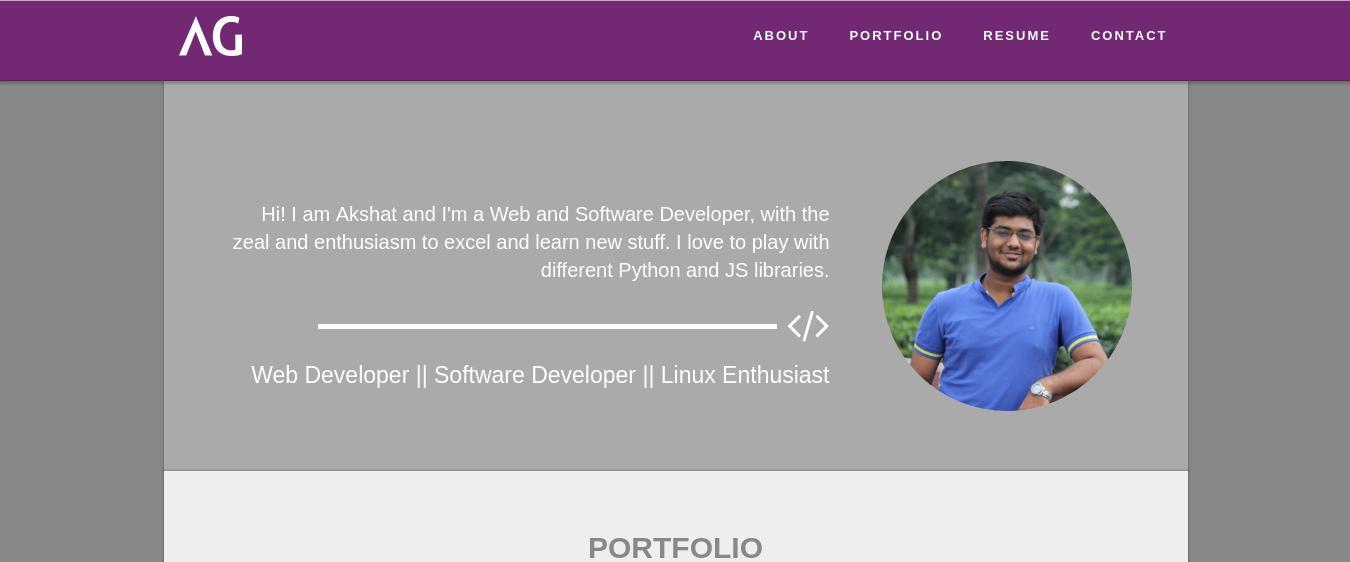 AG
ABOUT PORTFOLIO RESUME CONTACT
Hi! I am Akshat and I'm a Web and Software Developer, with the
zeal and enthusiasm to excel and learn new stuff. I love to play with
different Python and JS libraries.
</>
Web Developer || Software Developer || Linux Enthusiast
PORTFOLIO